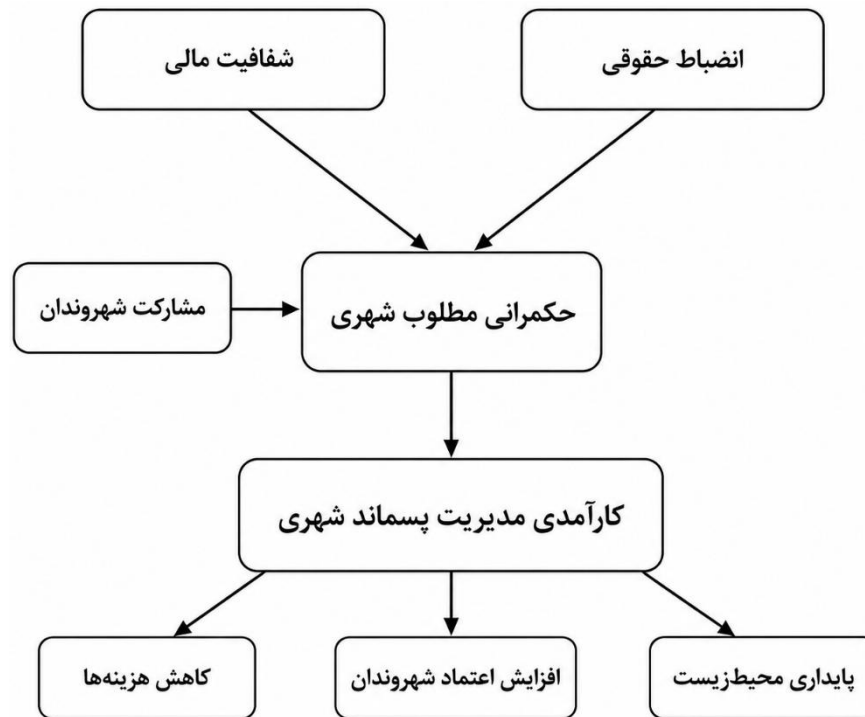 انضباط حقوقی
شفافیت مالی
حکمرانی مطلوب شهری
مشارکت شهروندان
کارآمدی مدیریت پسماند شهری
پایداری محیط‌زیست
افزایش اعتماد شهروندان
کاهش هزینه‌ها